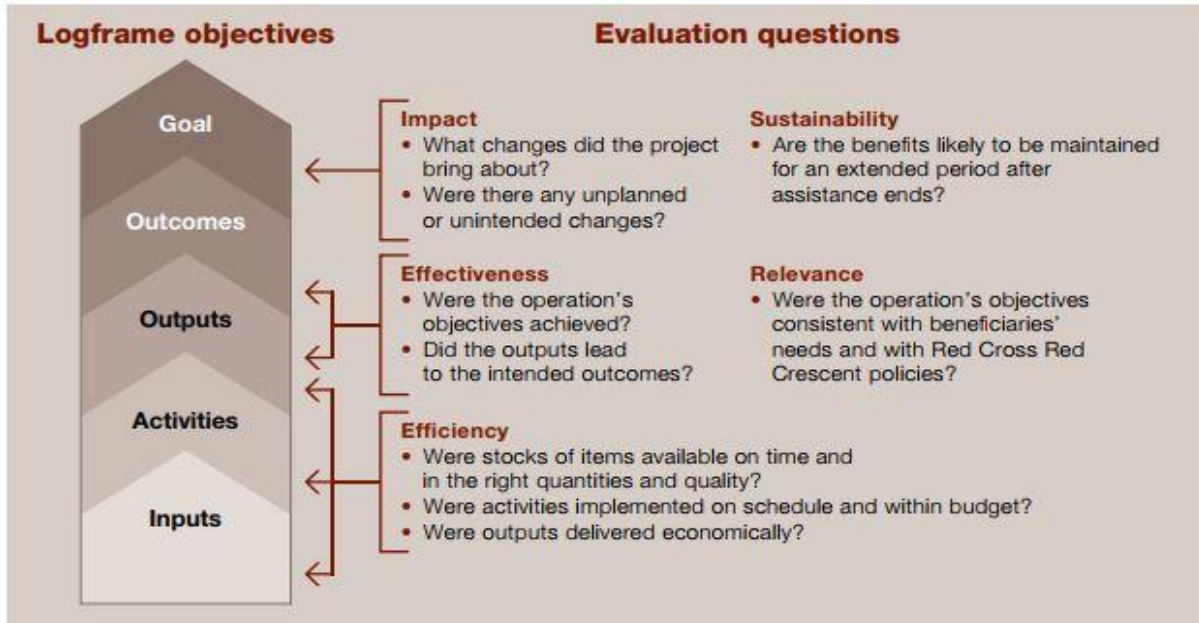 Logframe objectives
Evaluation questions
Goal
Outcomes
Outputs
Activities
Inputs
Impact
• What changes did the project
bring about?
• Were there any unplanned
or unintended changes?
Sustainability
• Are the benefits likely to be maintained
for an extended period after
assistance ends?
Effectiveness
• Were the operation's
objectives achieved?
• Did the outputs lead
to the intended outcomes?
Relevance
• Were the operation's objectives
consistent with beneficiaries'
needs and with Red Cross Red
Crescent policies?
Efficiency
• Were stocks of items available on time and
in the right quantities and quality?
• Were activities implemented on schedule and within budget?
• Were outputs delivered economically?